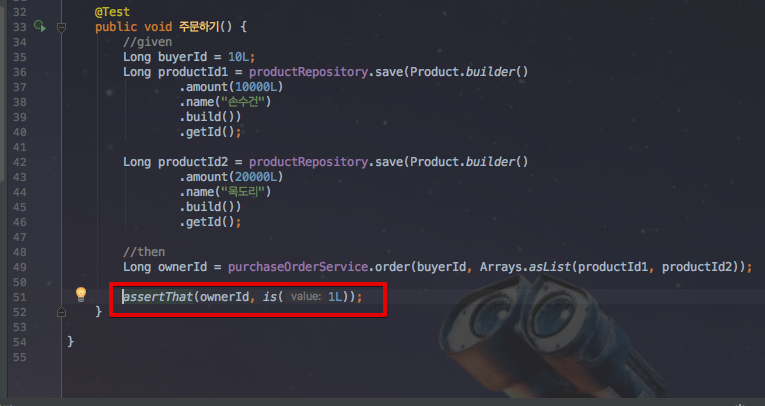 32 @Test
33 public void 주문하기() {
34 //given
35 Long buyerId = 10L;
36 Long productId1 = productRepository.save(Product.builder()
37 .amount(10000L)
38 .name("손수건")
39 .build())
40 .getId();
41
42 Long productId2 = productRepository.save(Product.builder()
43 .amount(20000L)
44 .name("목도리")
45 .build())
46 .getId();
47
48 //then
49 Long ownerId = purchaseOrderService.order(buyerId, Arrays.asList(productId1, productId2));
50
51 assertThat(ownerId, is( value: 1L));
52 }
53
54 }
55